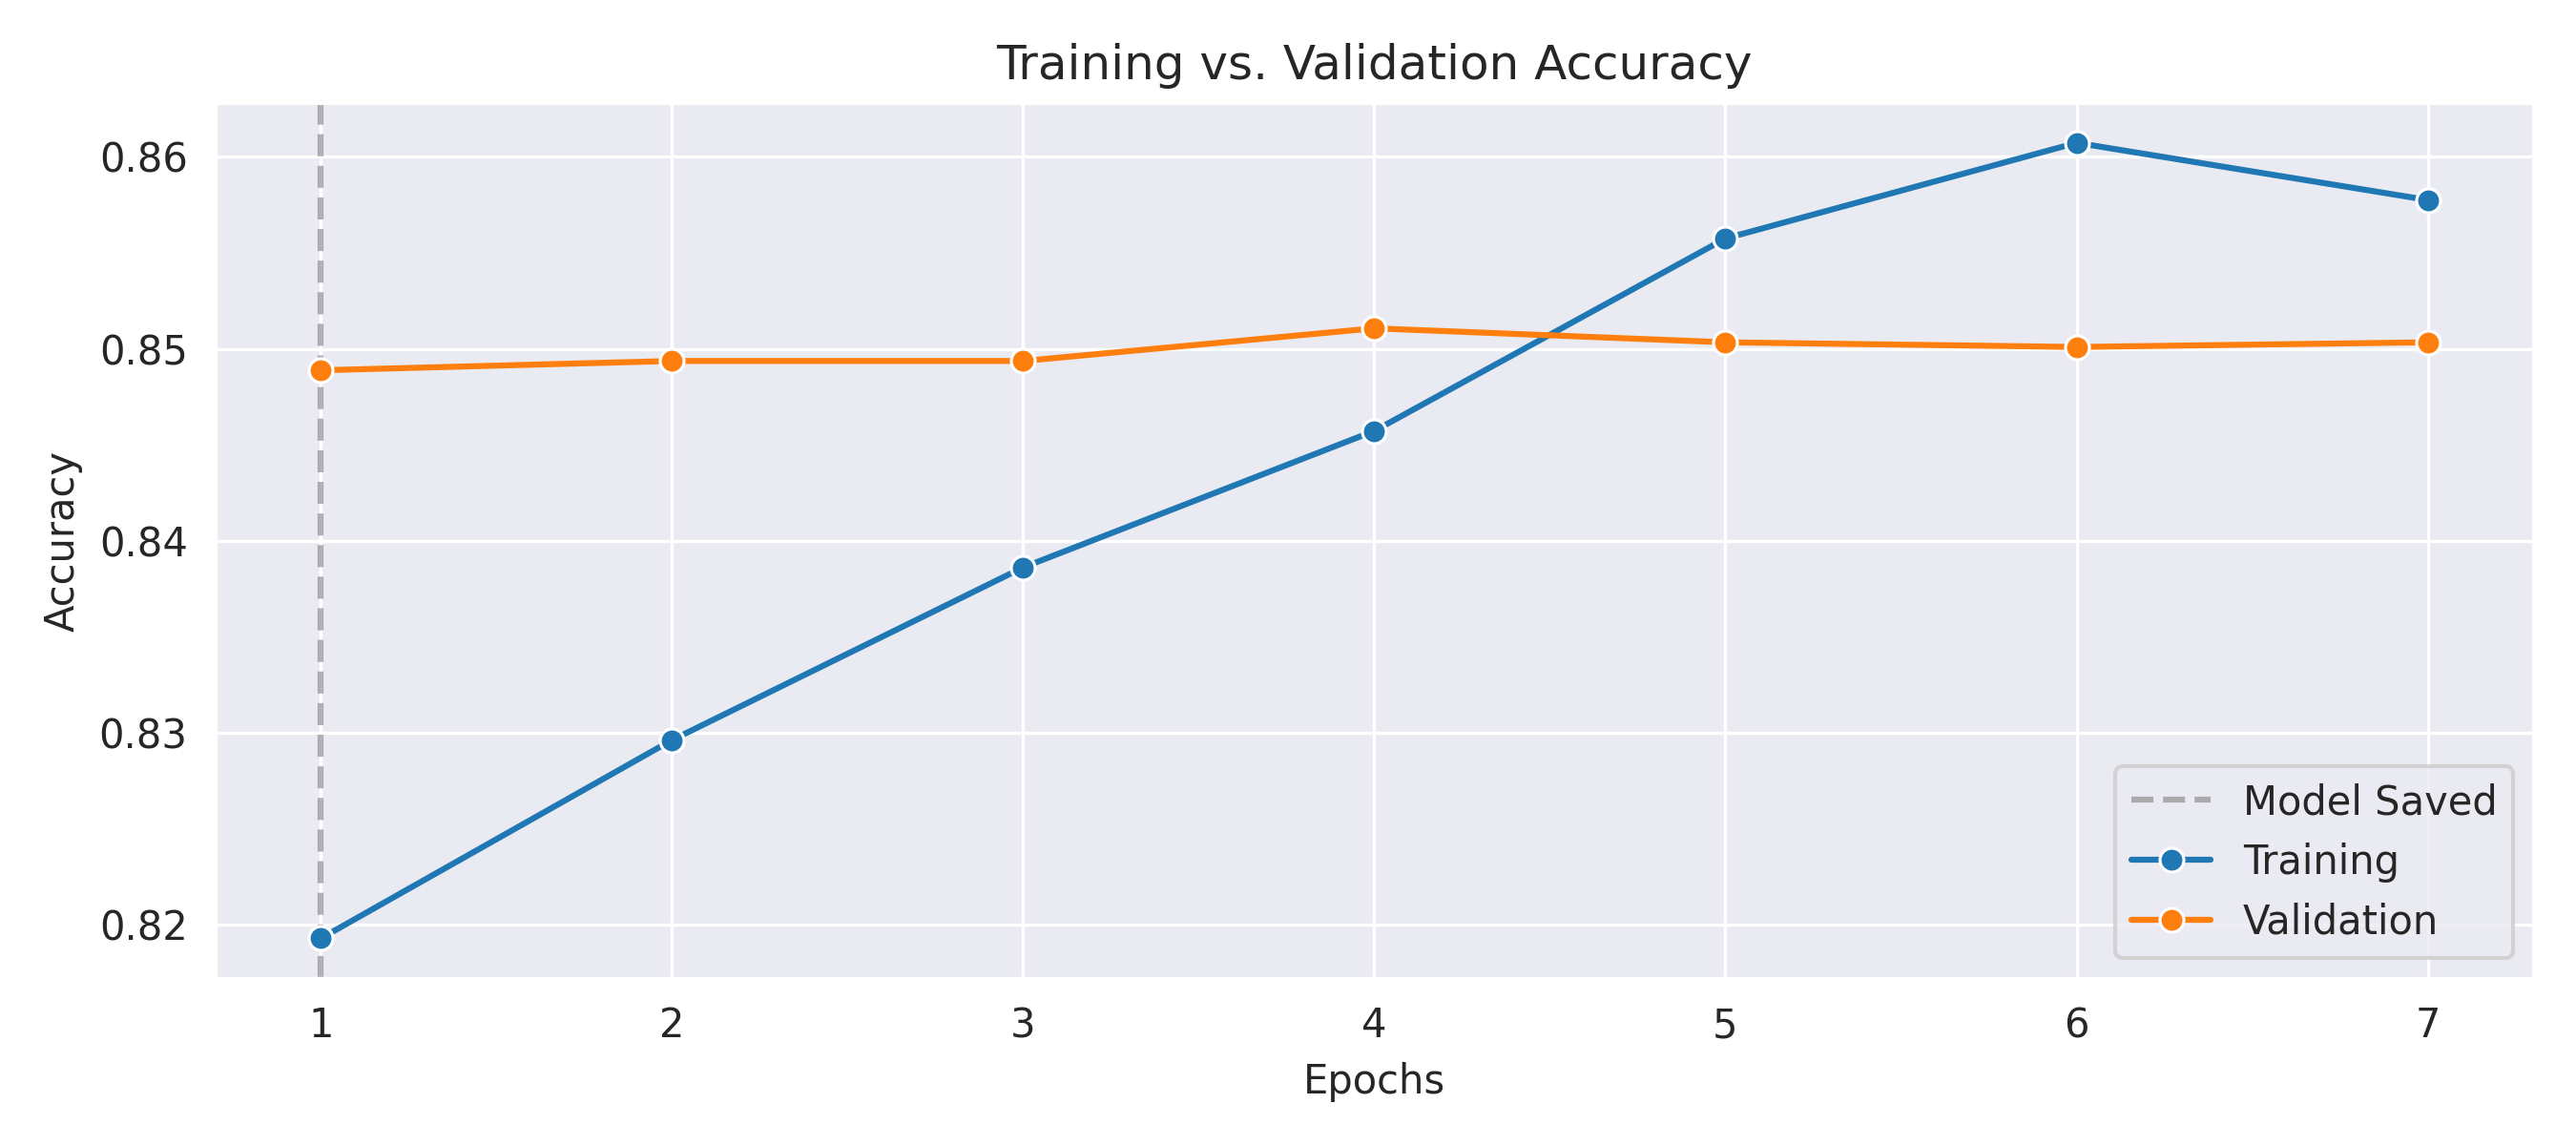 Training vs. Validation Accuracy
0.86
0.85
0.84
0.83
0.82
Accuracy
Model Saved
Training
Validation
1 2 3 4 5 6 7
Epochs